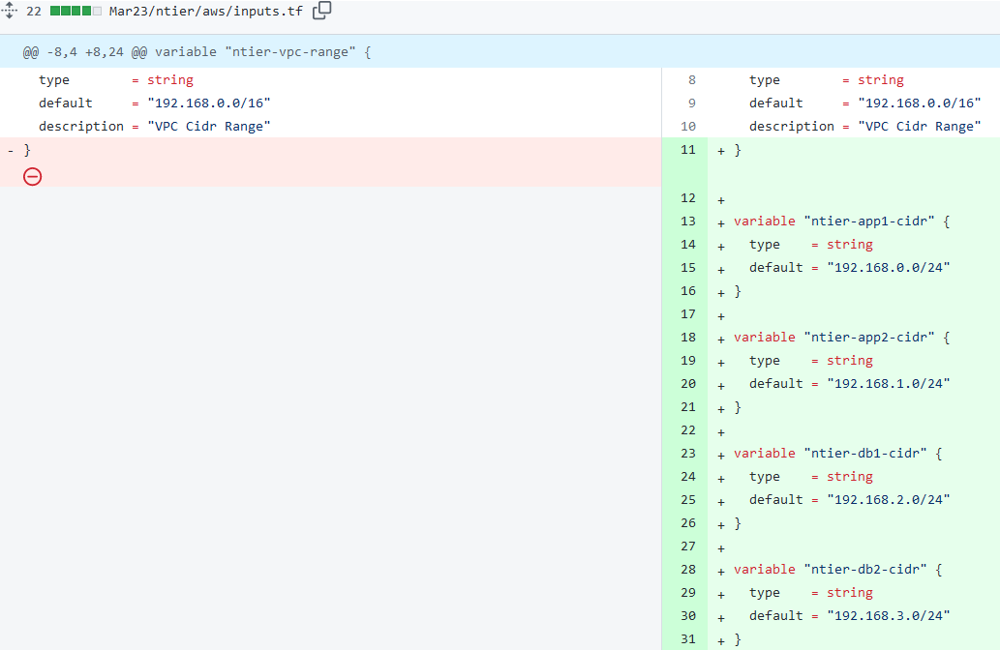 22 Mar23/ntier/aws/inputs.tf
@@ -8,4 +8,24 @@ variable "ntier-vpc-range" {
type        = string
default     = "192.168.0.0/16"
description = "VPC Cidr Range"
- }
8 type        = string
9 default     = "192.168.0.0/16"
10 description = "VPC Cidr Range"
11 + }
12 +
13 + variable "ntier-app1-cidr" {
14 +   type    = string
15 +   default = "192.168.0.0/24"
16 + }
17 +
18 + variable "ntier-app2-cidr" {
19 +   type    = string
20 +   default = "192.168.1.0/24"
21 + }
22 +
23 + variable "ntier-db1-cidr" {
24 +   type    = string
25 +   default = "192.168.2.0/24"
26 + }
27 +
28 + variable "ntier-db2-cidr" {
29 +   type    = string
30 +   default = "192.168.3.0/24"
31 + }